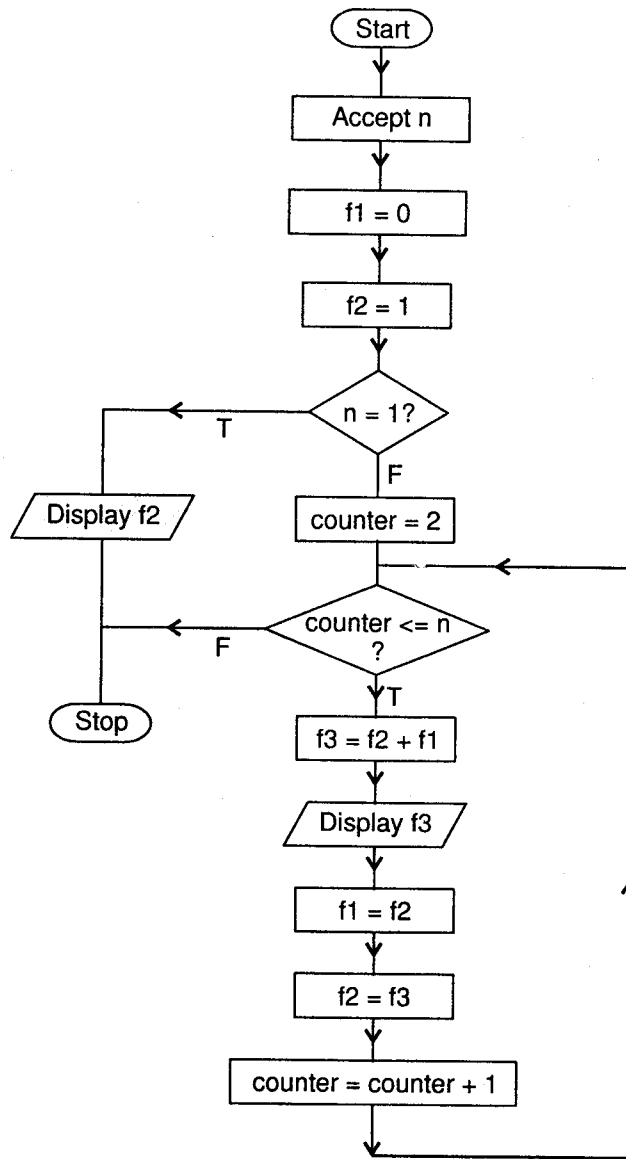 Start
Accept n
f1 = 0
f2 = 1
n = 1?
T
F
Display f2
counter = 2
counter <= n
?
F
T
Stop
f3 = f2 + f1
Display f3
f1 = f2
f2 = f3
counter = counter + 1